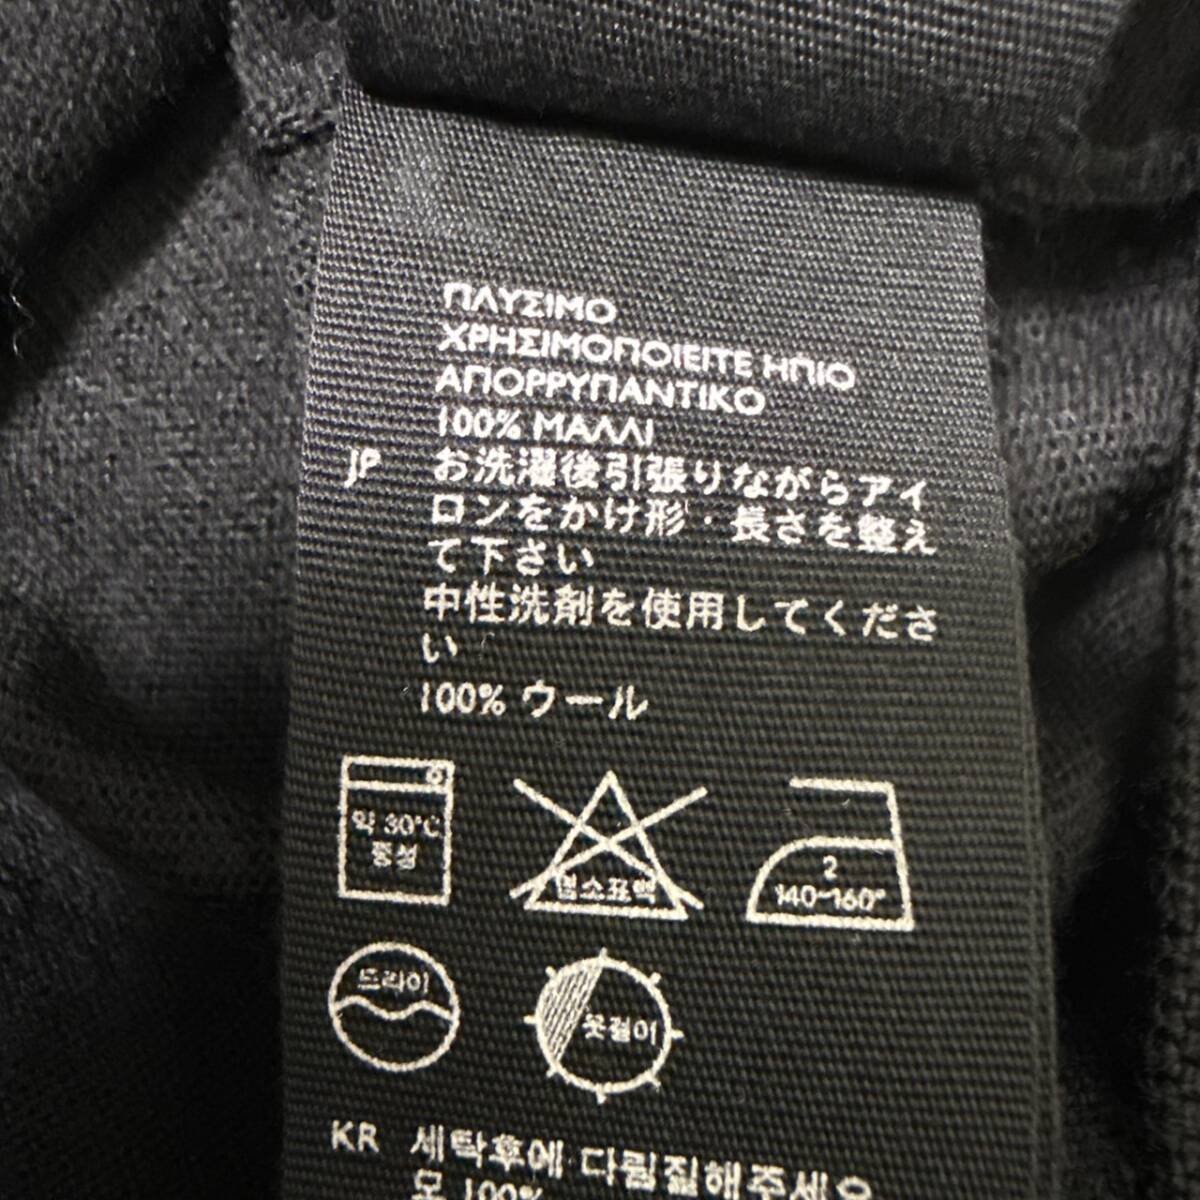 ΠΛΥΣΙΜΟ
ΧΡΗΣΙΜΟΠΟΙΕΙΤΕ ΗΠΙΟ
ΑΠΟΡΡΥΠΑΝΤΙΚΟ
100% ΜΑΛΛΙ
JP お洗濯後引張りながらアイ
ロンをかけ形・長さを整え
て下さい
中性洗剤を使用してくださ
い
100% ウール
약 30°C
중성
염소표백
2
140~160°
드라이
옷걸이
KR 세탁후에 다림질해주세요
모 100%